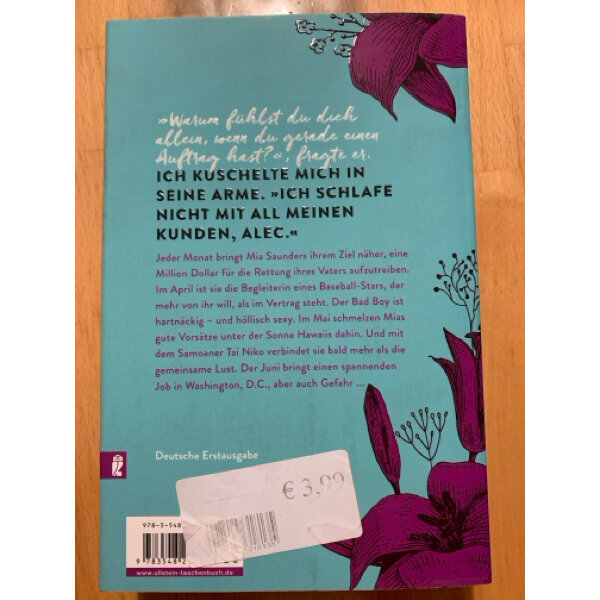 »Warum fühlst du dich
allein, wenn du gerade einen
Auftrag hast?«, fragte er.
ICH KUSCHELTE MICH IN
SEINE ARME. »ICH SCHLAFE
NICHT MIT ALL MEINEN
KUNDEN, ALEC.«
Jeder Monat bringt Mia Saunders ihrem Ziel näher, eine
Million Dollar für die Rettung ihres Vaters aufzutreiben.
Im April ist sie die Begleiterin eines Baseball-Stars, der
mehr von ihr will, als im Vertrag steht. Der Bad Boy ist
hartnäckig – und höllisch sexy. Im Mai schmelzen Mias
gute Vorsätze unter der Sonne Hawaiis dahin. Und mit
dem Samoaner Tai Niko verbindet sie bald mehr als die
gemeinsame Lust. Der Juni bringt einen spannenden
Job in Washington, D.C., aber auch Gefahr ...
Deutsche Erstausgabe
€ 3,99
978-3-548
9 783548 2
www.ullstein-taschenbuch.de